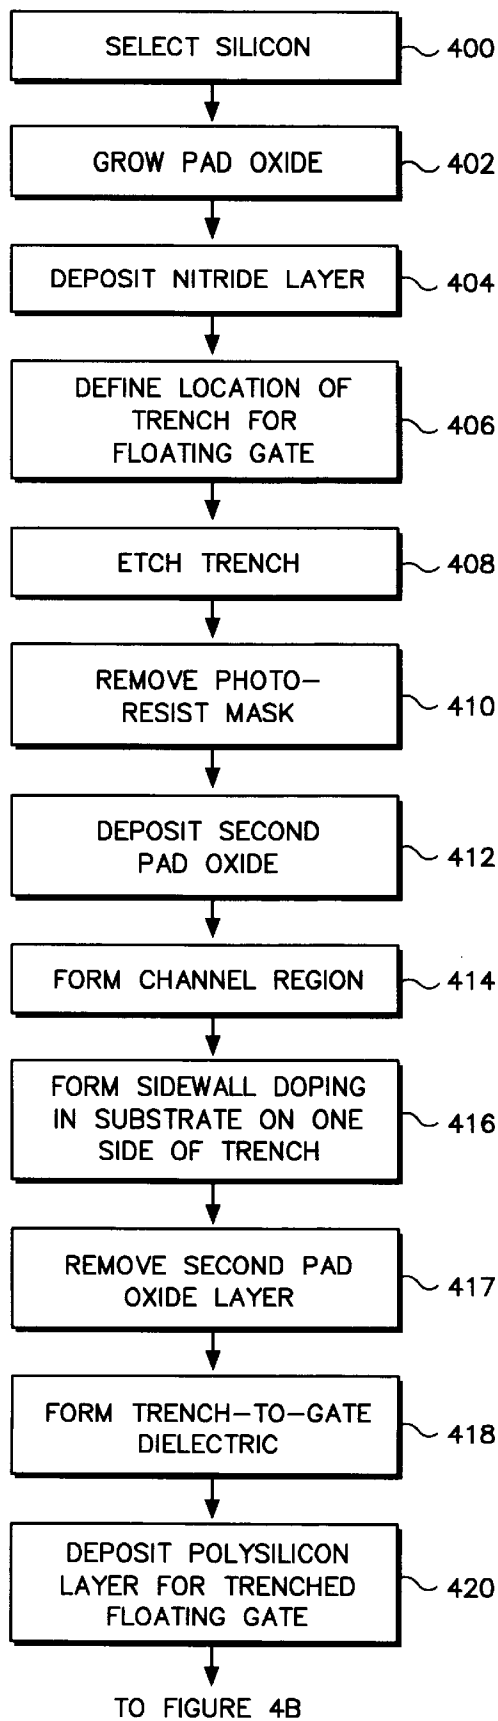 SELECT SILICON
400
GROW PAD OXIDE
402
DEPOSIT NITRIDE LAYER
404
DEFINE LOCATION OF
TRENCH FOR
FLOATING GATE
406
ETCH TRENCH
408
REMOVE PHOTO-
RESIST MASK
410
DEPOSIT SECOND
PAD OXIDE
412
FORM CHANNEL REGION
414
FORM SIDEWALL DOPING
IN SUBSTRATE ON ONE
SIDE OF TRENCH
416
REMOVE SECOND PAD
OXIDE LAYER
417
FORM TRENCH-TO-GATE
DIELECTRIC
418
DEPOSIT POLYSILICON
LAYER FOR TRENCHED
FLOATING GATE
420
TO FIGURE 4B